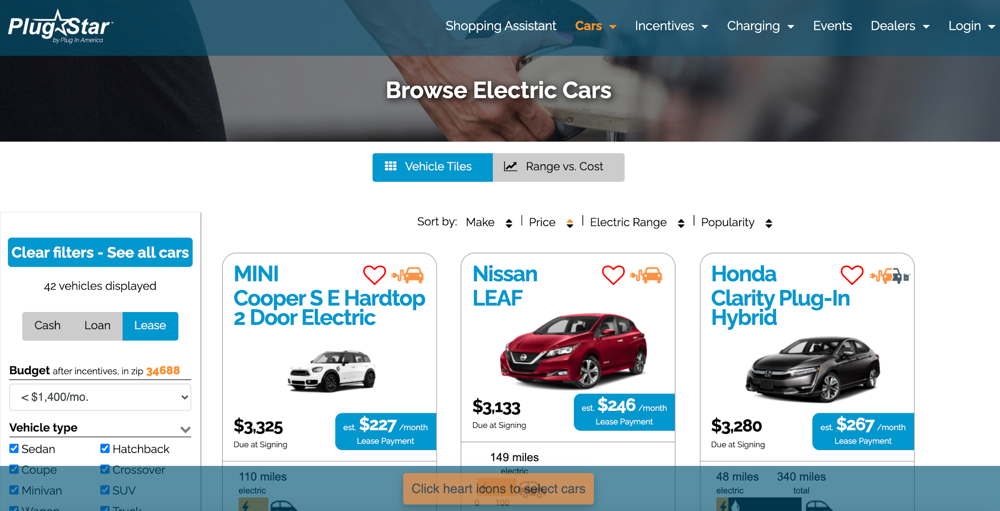 PlugStar™
by Plug In America
Shopping Assistant
Cars
Incentives
Charging
Events
Dealers
Login
Browse Electric Cars
Vehicle Tiles
Range vs. Cost
Sort by: Make | Price | Electric Range | Popularity
Clear filters - See all cars
42 vehicles displayed
Cash
Loan
Lease
Budget after incentives, in zip 34688
< $1,400/mo.
Vehicle type
Sedan
Hatchback
Coupe
Crossover
Minivan
SUV
Wagon
Truck
MINI
Cooper S E Hardtop
2 Door Electric
$3,325
Due at Signing
est. $227 /month
Lease Payment
110 miles
electric
Nissan
LEAF
$3,133
Due at Signing
est. $246 /month
Lease Payment
149 miles
electric
0 100
Honda
Clarity Plug-In
Hybrid
$3,280
Due at Signing
est. $267 /month
Lease Payment
48 miles
electric
340 miles
total
Click heart icons to select cars